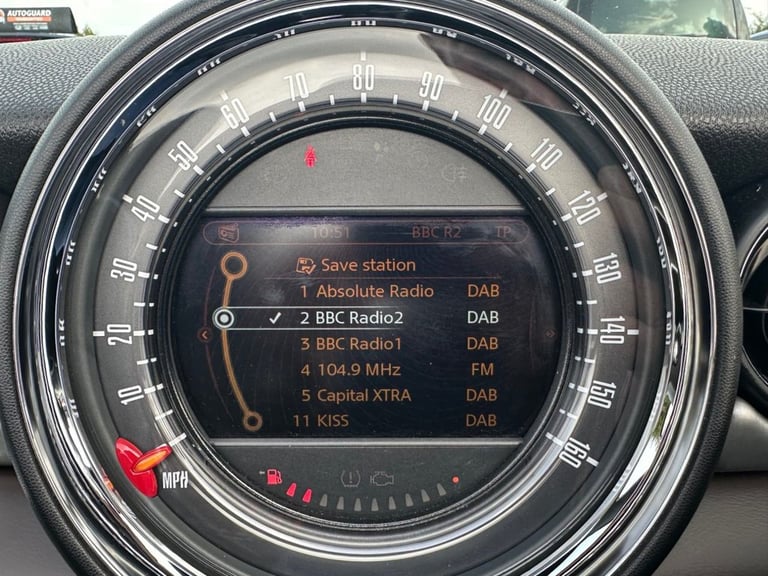 AUTOGUARD
10 20 30 40 50 60 70 80 90 100 110 120 130 140 150 160
MPH
10:51 BBC R2 TP
Save station
1 Absolute Radio DAB
2 BBC Radio2 DAB
3 BBC Radio1 DAB
4 104.9 MHz FM
5 Capital XTRA DAB
11 KISS DAB